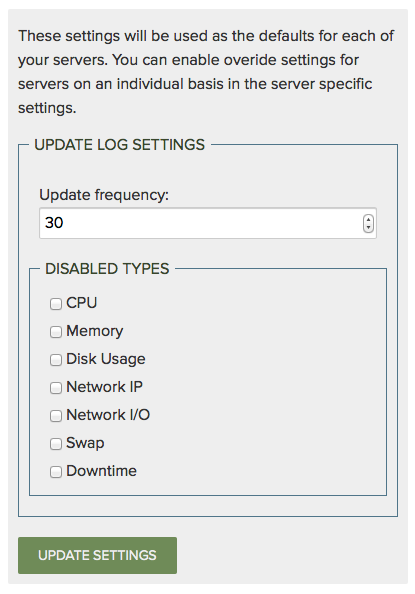 These settings will be used as the defaults for each of
your servers. You can enable overide settings for
servers on an individual basis in the server specific
settings.
UPDATE LOG SETTINGS
Update frequency:
30
DISABLED TYPES
CPU
Memory
Disk Usage
Network IP
Network I/O
Swap
Downtime
UPDATE SETTINGS